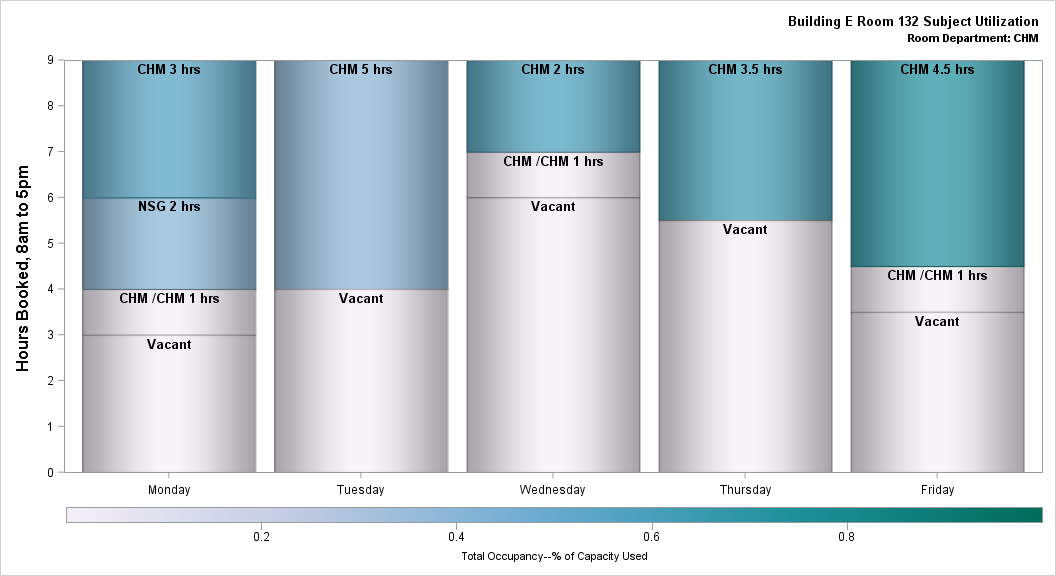 Building E Room 132 Subject Utilization
Room Department: CHM
Hours Booked, 8am to 5pm
9
8
7
6
5
4
3
2
1
0
CHM 3 hrs
NSG 2 hrs
CHM /CHM 1 hrs
Vacant
CHM 5 hrs
Vacant
CHM 2 hrs
CHM /CHM 1 hrs
Vacant
CHM 3.5 hrs
Vacant
CHM 4.5 hrs
CHM /CHM 1 hrs
Vacant
Monday Tuesday Wednesday Thursday Friday
0.2 0.4 0.6 0.8
Total Occupancy--% of Capacity Used